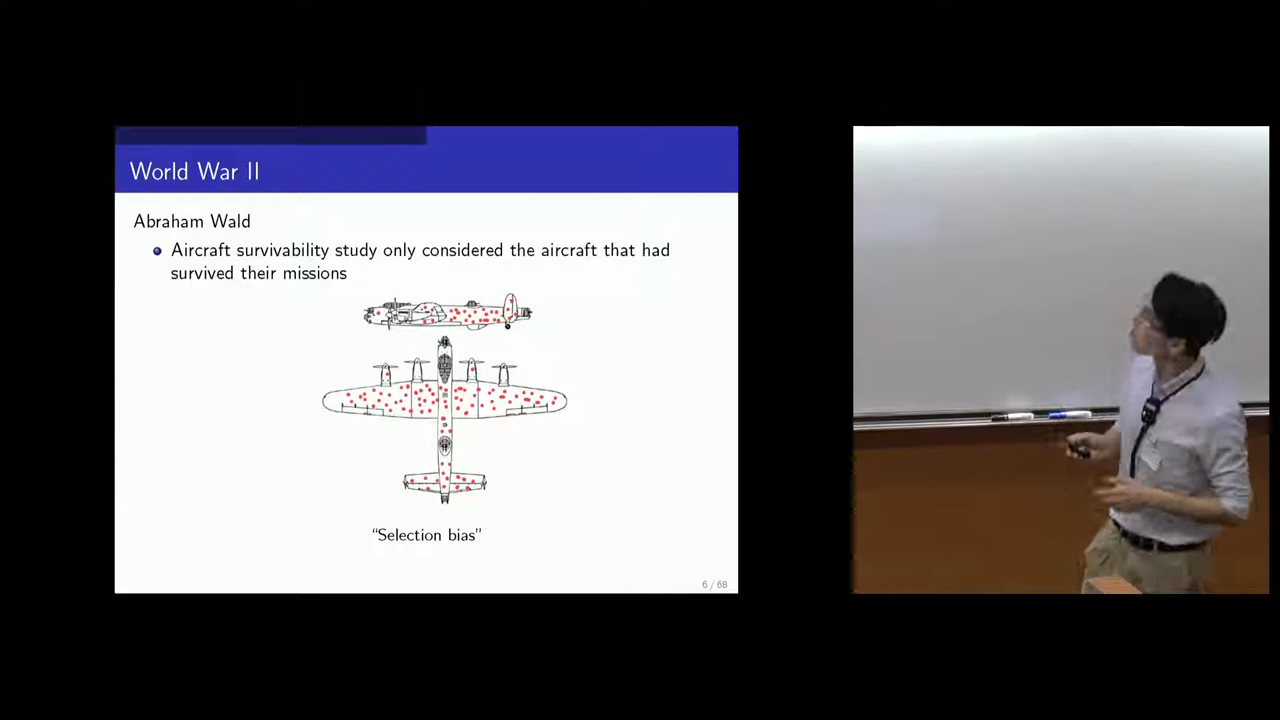 World War II
Abraham Wald
Aircraft survivability study only considered the aircraft that had
survived their missions
“Selection bias”
6 / 68